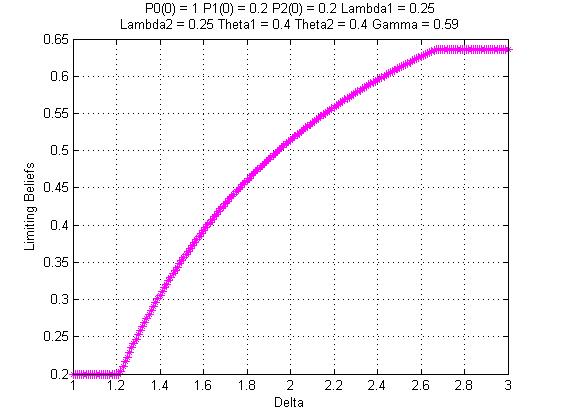 P0(0) = 1 P1(0) = 0.2 P2(0) = 0.2 Lambda1 = 0.25
Lambda2 = 0.25 Theta1 = 0.4 Theta2 = 0.4 Gamma = 0.59
0.65
0.6
0.55
0.5
0.45
0.4
0.35
0.3
0.25
0.2
Limiting Beliefs
1 1.2 1.4 1.6 1.8 2 2.2 2.4 2.6 2.8 3
Delta